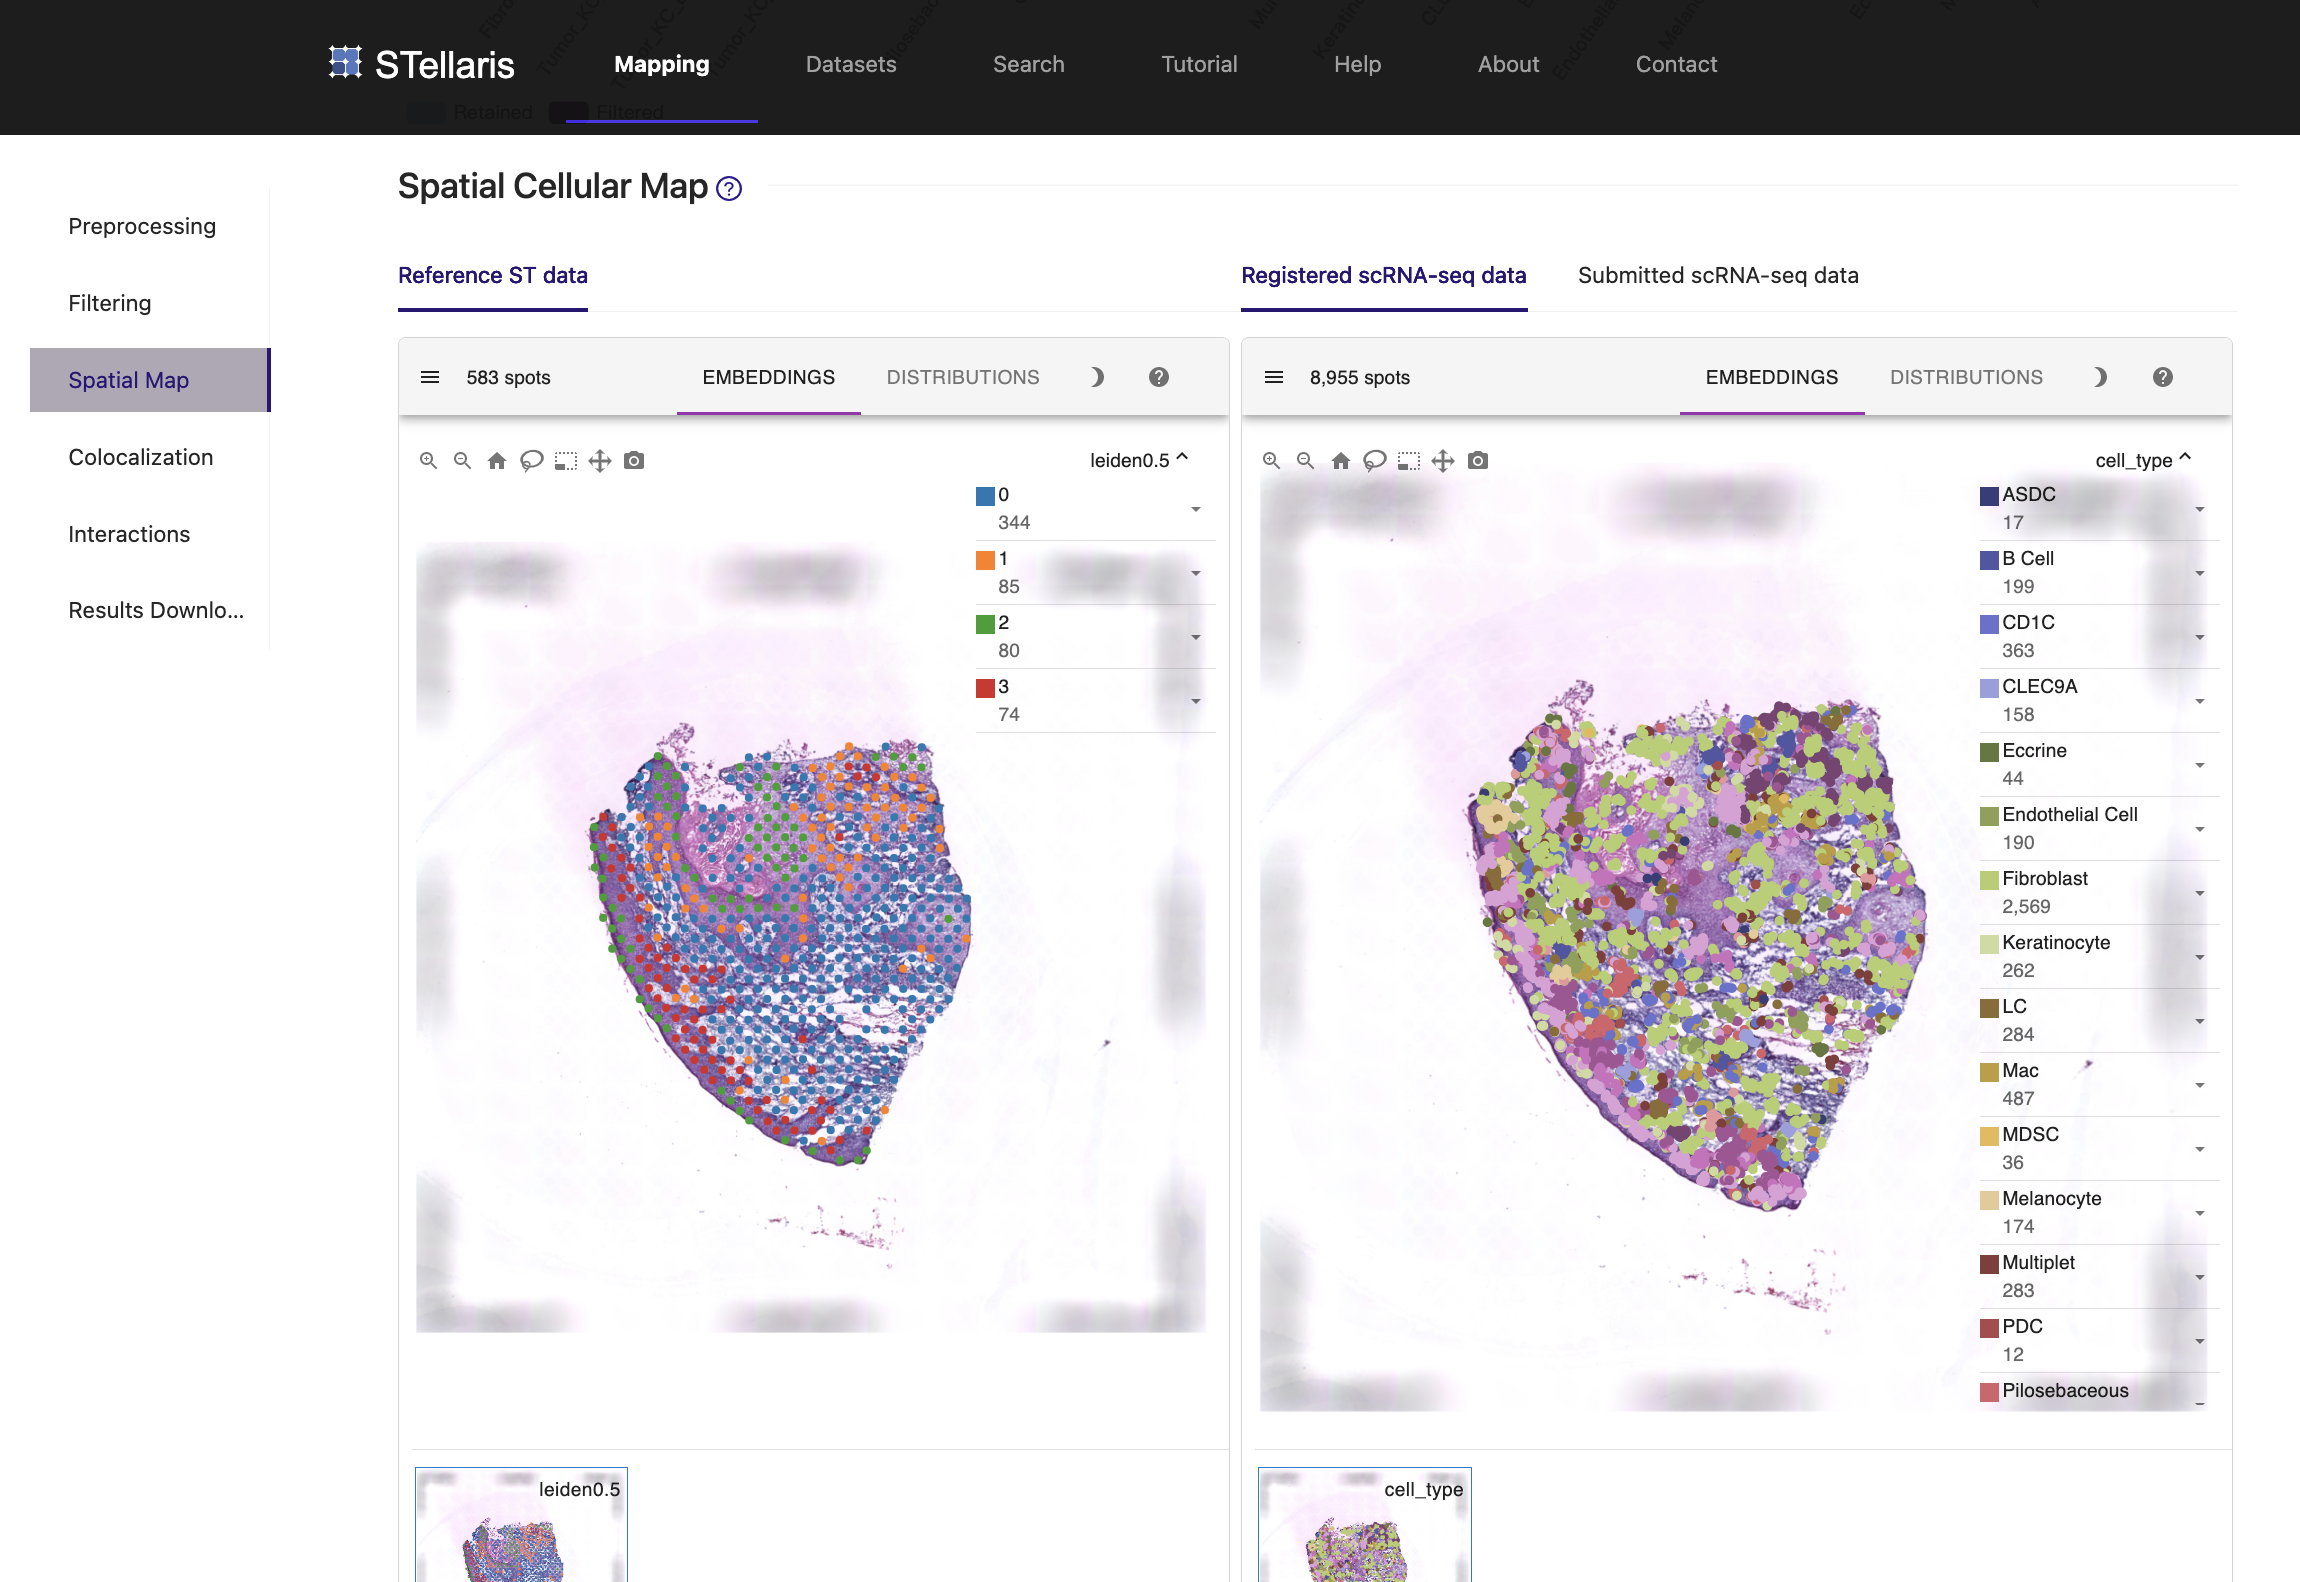 STellaris
Mapping
Datasets
Search
Tutorial
Help
About
Contact
Retained
Filtered
Preprocessing
Filtering
Spatial Map
Colocalization
Interactions
Results Downlo...
Spatial Cellular Map
Reference ST data
Registered scRNA-seq data
Submitted scRNA-seq data
583 spots
EMBEDDINGS
DISTRIBUTIONS
leiden0.5
0
344
1
85
2
80
3
74
leiden0.5
8,955 spots
EMBEDDINGS
DISTRIBUTIONS
cell_type
ASDC
17
B Cell
199
CD1C
363
CLEC9A
158
Eccrine
44
Endothelial Cell
190
Fibroblast
2,569
Keratinocyte
262
LC
284
Mac
487
MDSC
36
Melanocyte
174
Multiplet
283
PDC
12
Pilosebaceous
cell_type